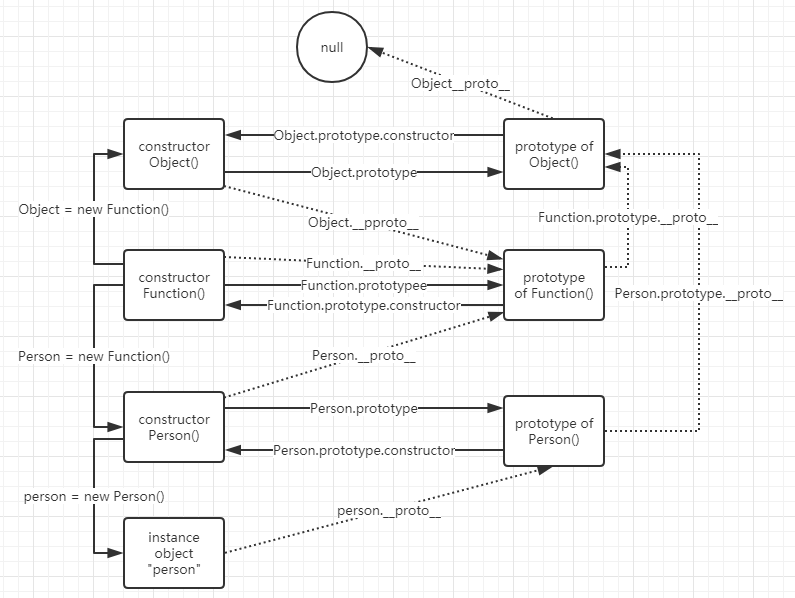 null
Object__proto__
constructor
Object()
Object.prototype.constructor
prototype of
Object()
Object.prototype
Object = new Function()
Object.__pproto__
Function.prototype.__proto__
constructor
Function()
Function.__proto__
Function.prototypee
Function.prototype.constructor
prototype
of Function()
Person.prototype.__proto__
Person = new Function()
Person.__proto__
constructor
Person()
Person.prototype
Person.prototype.constructor
prototype of
Person()
person = new Person()
person.__proto__
instance
object
"person"